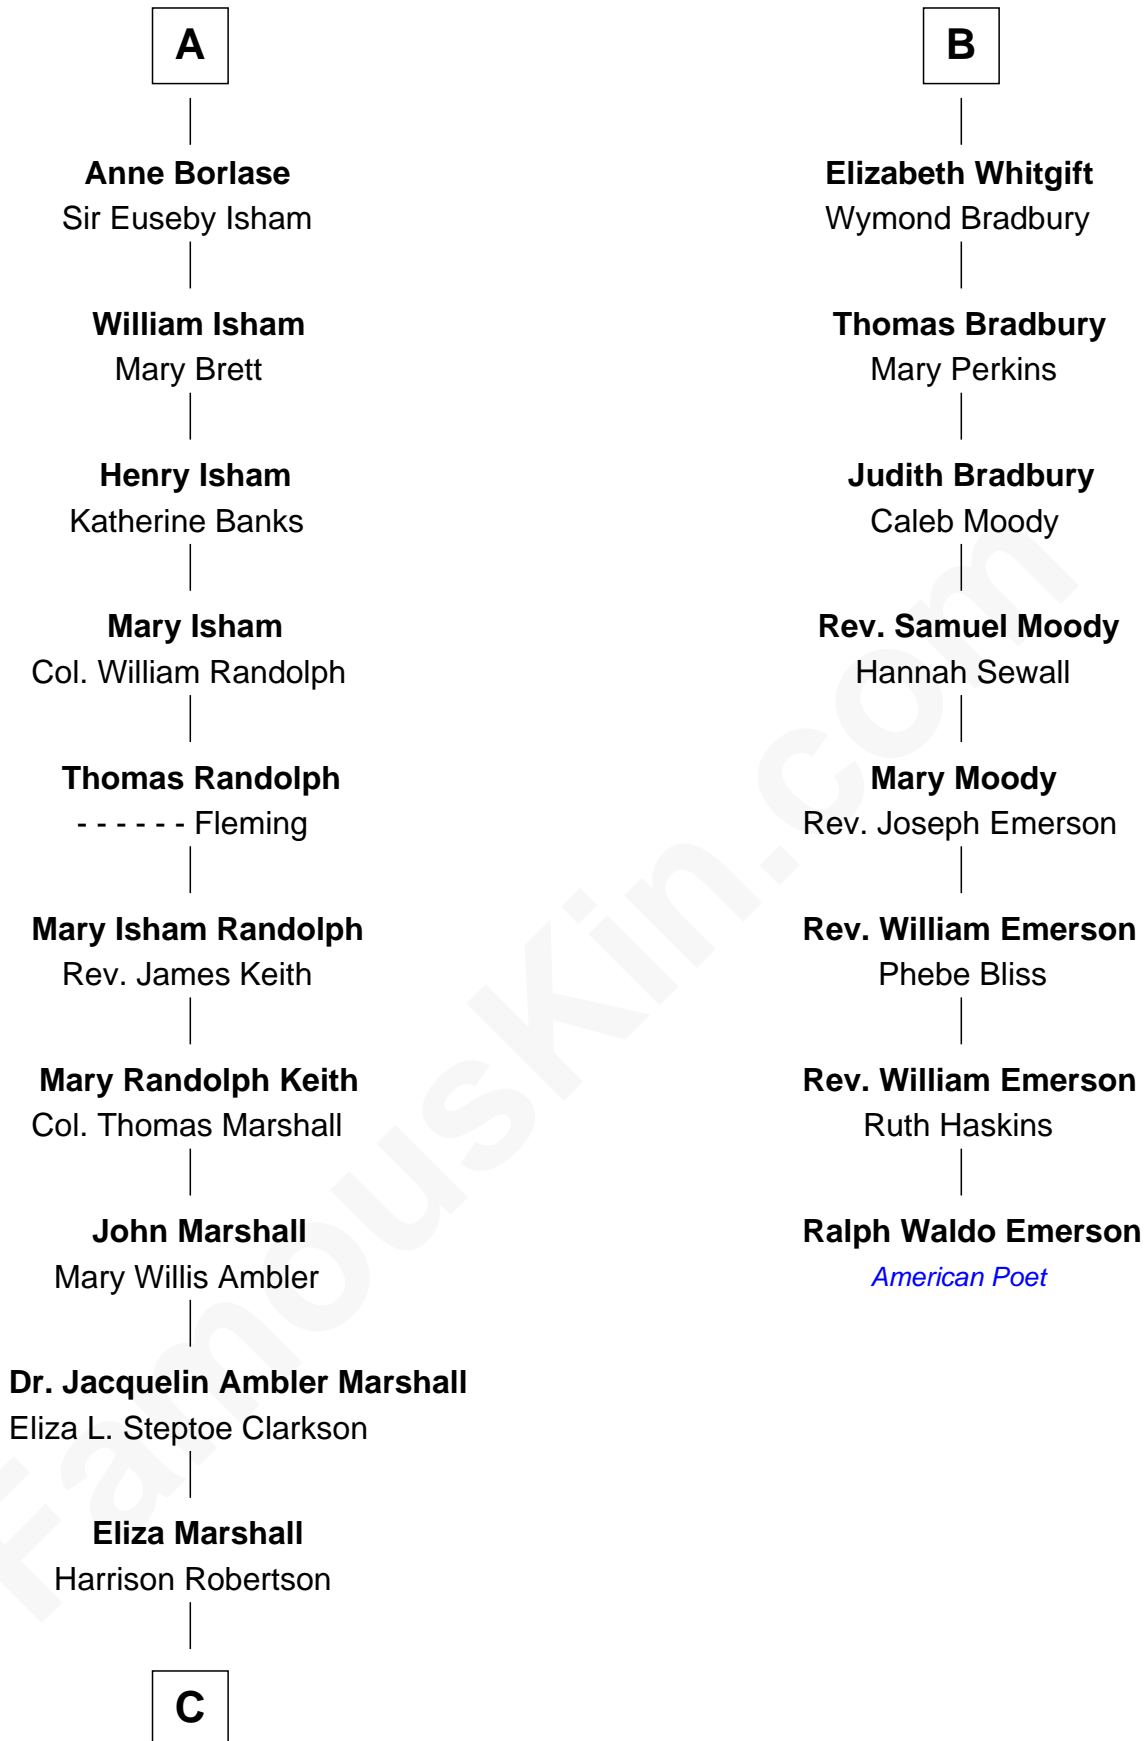 A
Anne Borlase
Sir Euseby Isham
William Isham
Mary Brett
Henry Isham
Katherine Banks
Mary Isham
Col. William Randolph
Thomas Randolph
- - - - - - Fleming
Mary Isham Randolph
Rev. James Keith
Mary Randolph Keith
Col. Thomas Marshall
John Marshall
Mary Willis Ambler
Dr. Jacquelin Ambler Marshall
Eliza L. Steptoe Clarkson
Eliza Marshall
Harrison Robertson
C
B
Elizabeth Whitgift
Wymond Bradbury
Thomas Bradbury
Mary Perkins
Judith Bradbury
Caleb Moody
Rev. Samuel Moody
Hannah Sewall
Mary Moody
Rev. Joseph Emerson
Rev. William Emerson
Phebe Bliss
Rev. William Emerson
Ruth Haskins
Ralph Waldo Emerson
American Poet
FamousKin.com